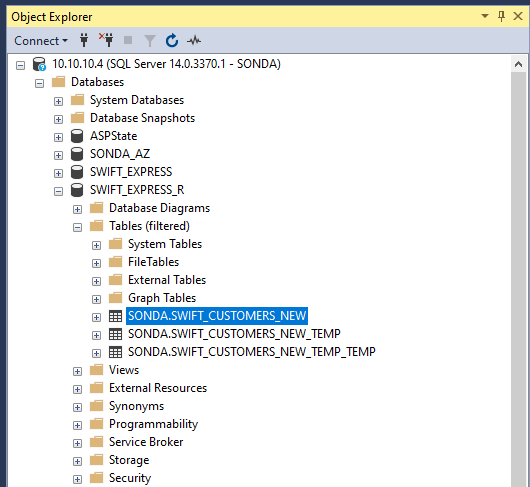 Object Explorer
Connect
10.10.10.4 (SQL Server 14.0.3370.1 - SONDA)
Databases
System Databases
Database Snapshots
ASPState
SONDA_AZ
SWIFT_EXPRESS
SWIFT_EXPRESS_R
Database Diagrams
Tables (filtered)
System Tables
FileTables
External Tables
Graph Tables
SONDA.SWIFT_CUSTOMERS_NEW
SONDA.SWIFT_CUSTOMERS_NEW_TEMP
SONDA.SWIFT_CUSTOMERS_NEW_TEMP_TEMP
Views
External Resources
Synonyms
Programmability
Service Broker
Storage
Security